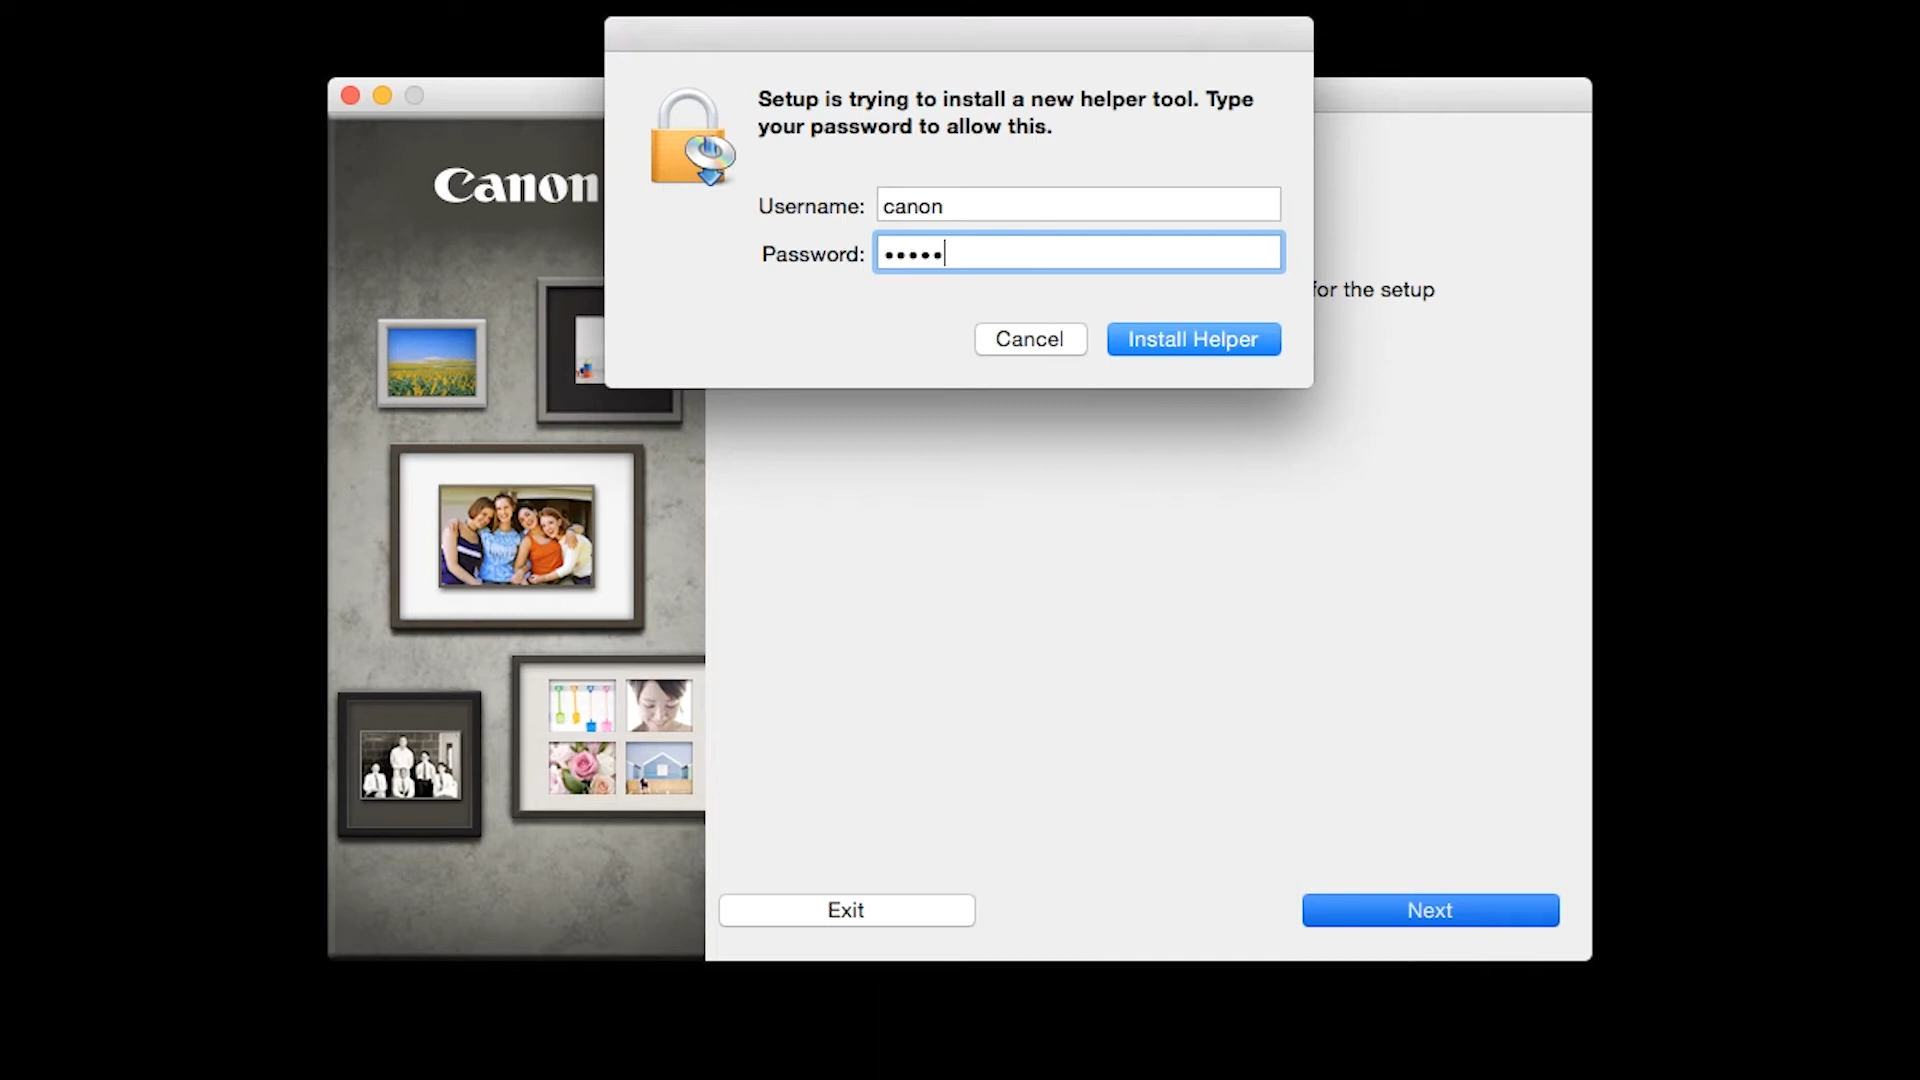 Setup is trying to install a new helper tool. Type
your password to allow this.
Canon
Username: canon
Password: •••••
for the setup
Cancel
Install Helper
Exit
Next